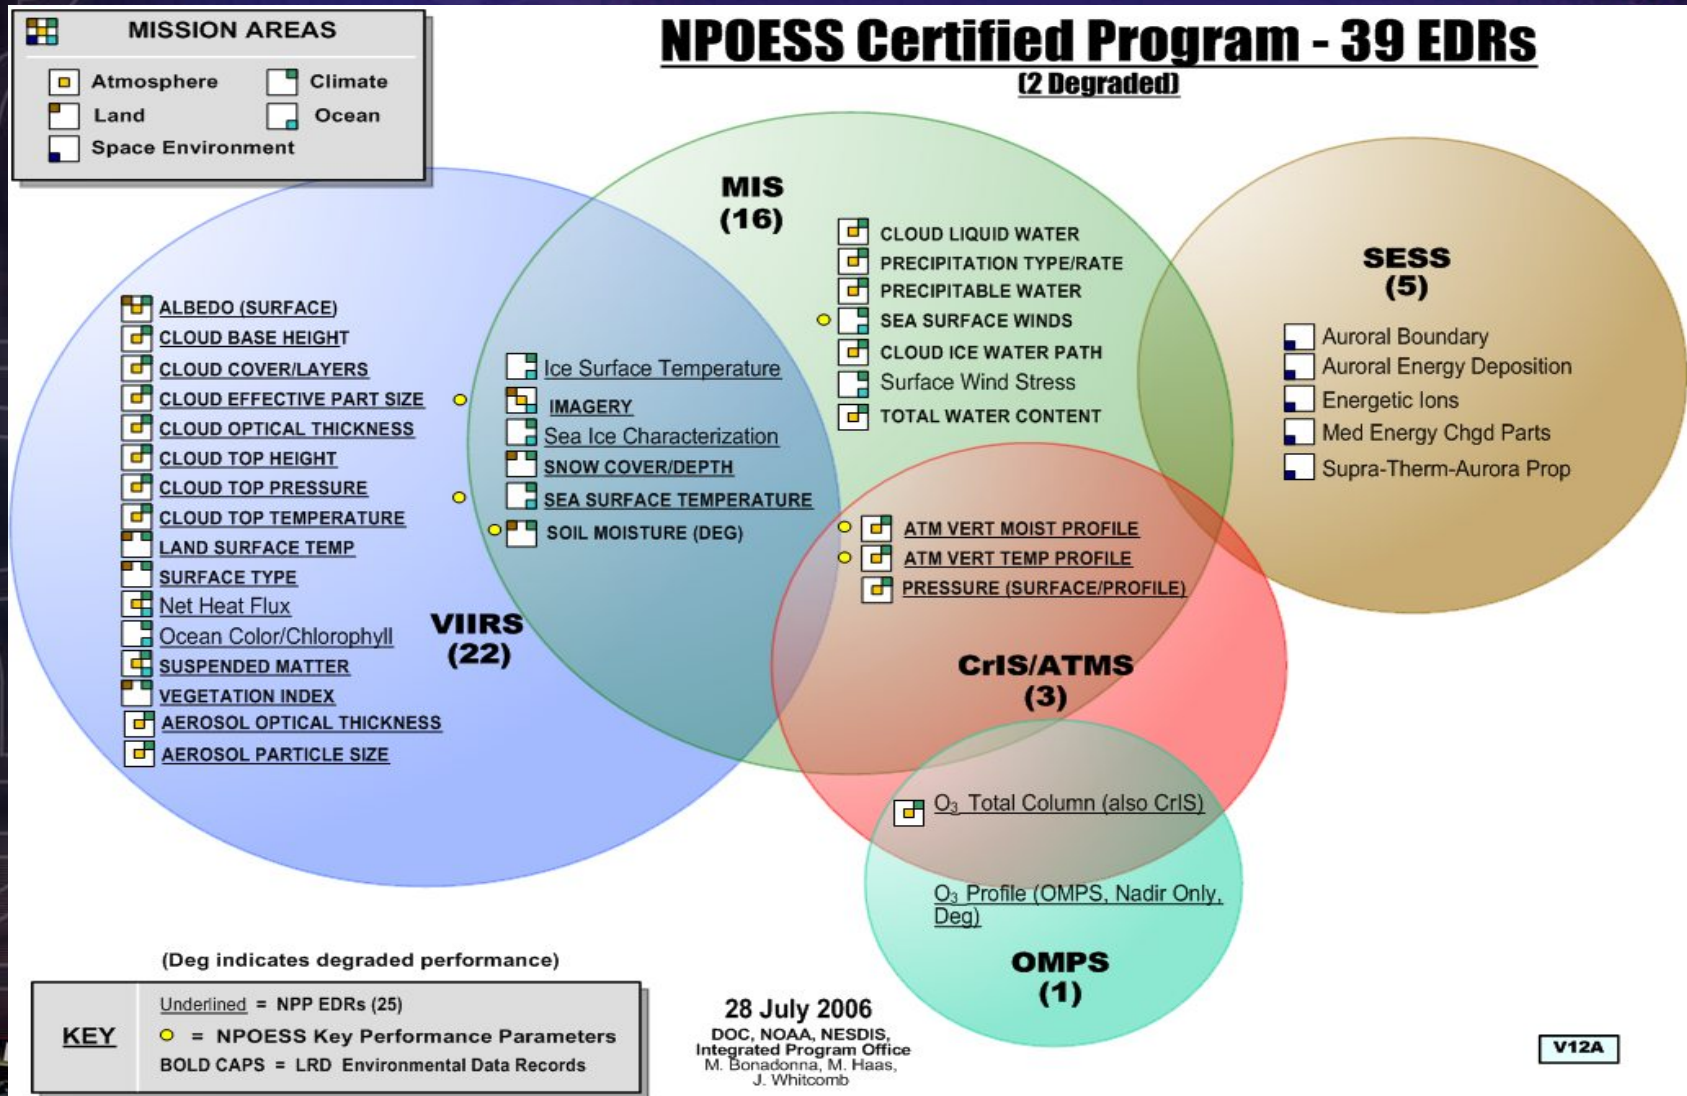 MISSION AREAS
Atmosphere
Climate
Land
Ocean
Space Environment
NPOESS Certified Program - 39 EDRs
(2 Degraded)
MIS
(16)
CLOUD LIQUID WATER
PRECIPITATION TYPE/RATE
PRECIPITABLE WATER
SEA SURFACE WINDS
CLOUD ICE WATER PATH
Surface Wind Stress
TOTAL WATER CONTENT
SESS
(5)
Auroral Boundary
Auroral Energy Deposition
Energetic Ions
Med Energy Chgd Parts
Supra-Therm-Aurora Prop
ALBEDO (SURFACE)
CLOUD BASE HEIGHT
CLOUD COVER/LAYERS
CLOUD EFFECTIVE PART SIZE
CLOUD OPTICAL THICKNESS
CLOUD TOP HEIGHT
CLOUD TOP PRESSURE
CLOUD TOP TEMPERATURE
LAND SURFACE TEMP
SURFACE TYPE
Net Heat Flux
Ocean Color/Chlorophyll
SUSPENDED MATTER
VEGETATION INDEX
AEROSOL OPTICAL THICKNESS
AEROSOL PARTICLE SIZE
VIIRS
(22)
Ice Surface Temperature
IMAGERY
Sea Ice Characterization
SNOW COVER/DEPTH
SEA SURFACE TEMPERATURE
SOIL MOISTURE (DEG)
ATM VERT MOIST PROFILE
ATM VERT TEMP PROFILE
PRESSURE (SURFACE/PROFILE)
CrIS/ATMS
(3)
O3 Total Column (also CrIS)
O3 Profile (OMPS, Nadir Only,
Deg)
OMPS
(1)
(Deg indicates degraded performance)
KEY
Underlined = NPP EDRs (25)
= NPOESS Key Performance Parameters
BOLD CAPS = LRD Environmental Data Records
28 July 2006
DOC, NOAA, NESDIS,
Integrated Program Office
M. Bonadonna, M. Haas,
J. Whitcomb
V12A